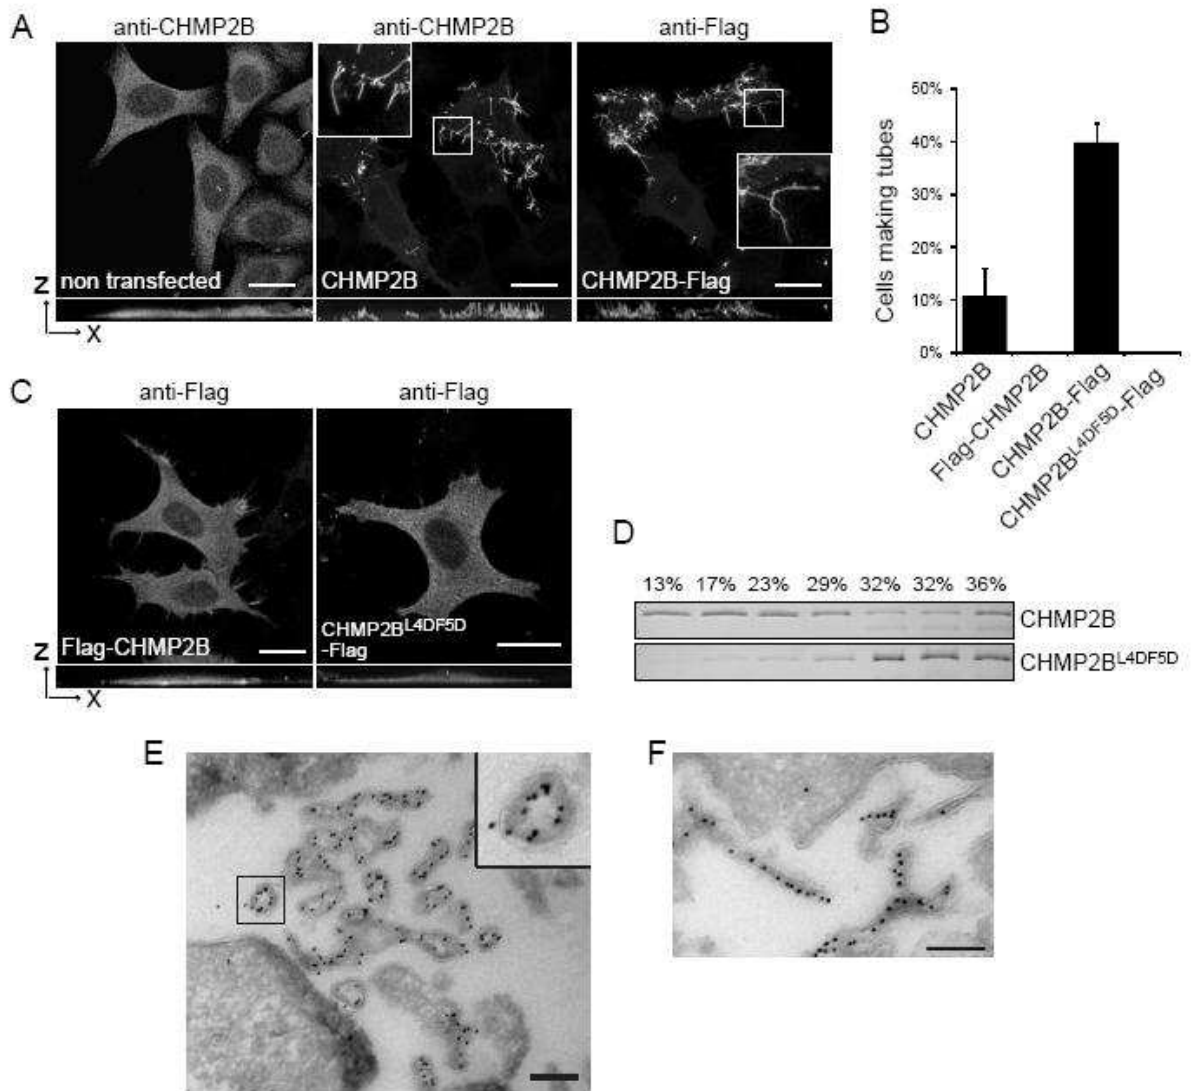 A
anti-CHMP2B
anti-CHMP2B
anti-Flag
non transfected
CHMP2B
CHMP2B-Flag
Z
X
B
Cells making tubes
50%
40%
30%
20%
10%
0%
CHMP2B
Flag-CHMP2B
CHMP2B-Flag
CHMP2BL4DF5D-Flag
C
anti-Flag
anti-Flag
Flag-CHMP2B
CHMP2BL4DF5D
-Flag
Z
X
D
13% 17% 23% 29% 32% 32% 36%
CHMP2B
CHMP2BL4DF5D
E
F